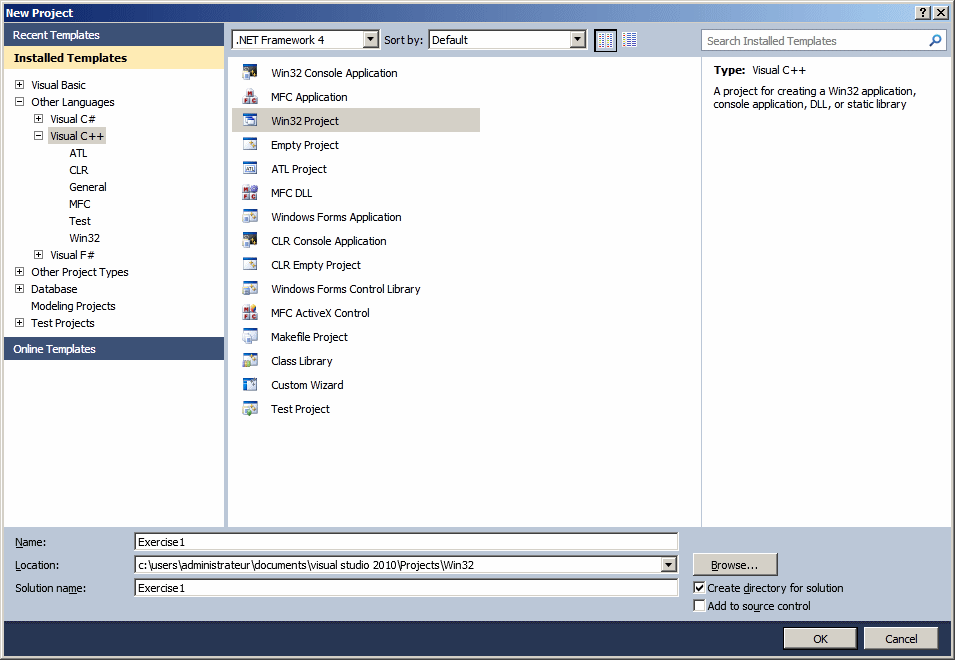 New Project
Recent Templates
Installed Templates
Visual Basic
Other Languages
Visual C#
Visual C++
ATL
CLR
General
MFC
Test
Win32
Visual F#
Other Project Types
Database
Modeling Projects
Test Projects
Online Templates
.NET Framework 4 Sort by: Default
Win32 Console Application
MFC Application
Win32 Project
Empty Project
ATL Project
MFC DLL
Windows Forms Application
CLR Console Application
CLR Empty Project
Windows Forms Control Library
MFC ActiveX Control
Makefile Project
Class Library
Custom Wizard
Test Project
Search Installed Templates
Type: Visual C++
A project for creating a Win32 application,
console application, DLL, or static library
Name: Exercise1
Location: c:\users\administrateur\documents\visual studio 2010\Projects\Win32 Browse...
Solution name: Exercise1 Create directory for solution
Add to source control
OK Cancel